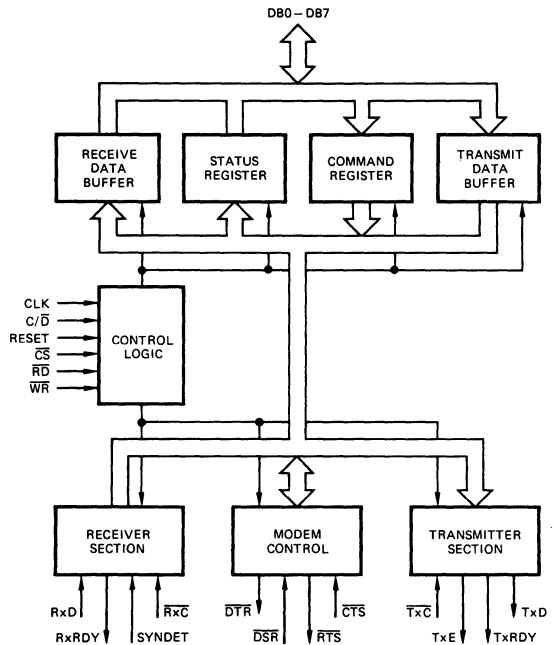 DB0 – DB7
RECEIVE
DATA
BUFFER
STATUS
REGISTER
COMMAND
REGISTER
TRANSMIT
DATA
BUFFER
CLK
C/D̅
RESET
C̅S̅
R̅D̅
W̅R̅
CONTROL
LOGIC
RECEIVER
SECTION
MODEM
CONTROL
TRANSMITTER
SECTION
RxD
R̅x̅C̅
D̅T̅R̅
C̅T̅S̅
T̅x̅C̅
TxD
RxRDY
SYNDET
D̅S̅R̅
R̅T̅S̅
TxE
TxRDY